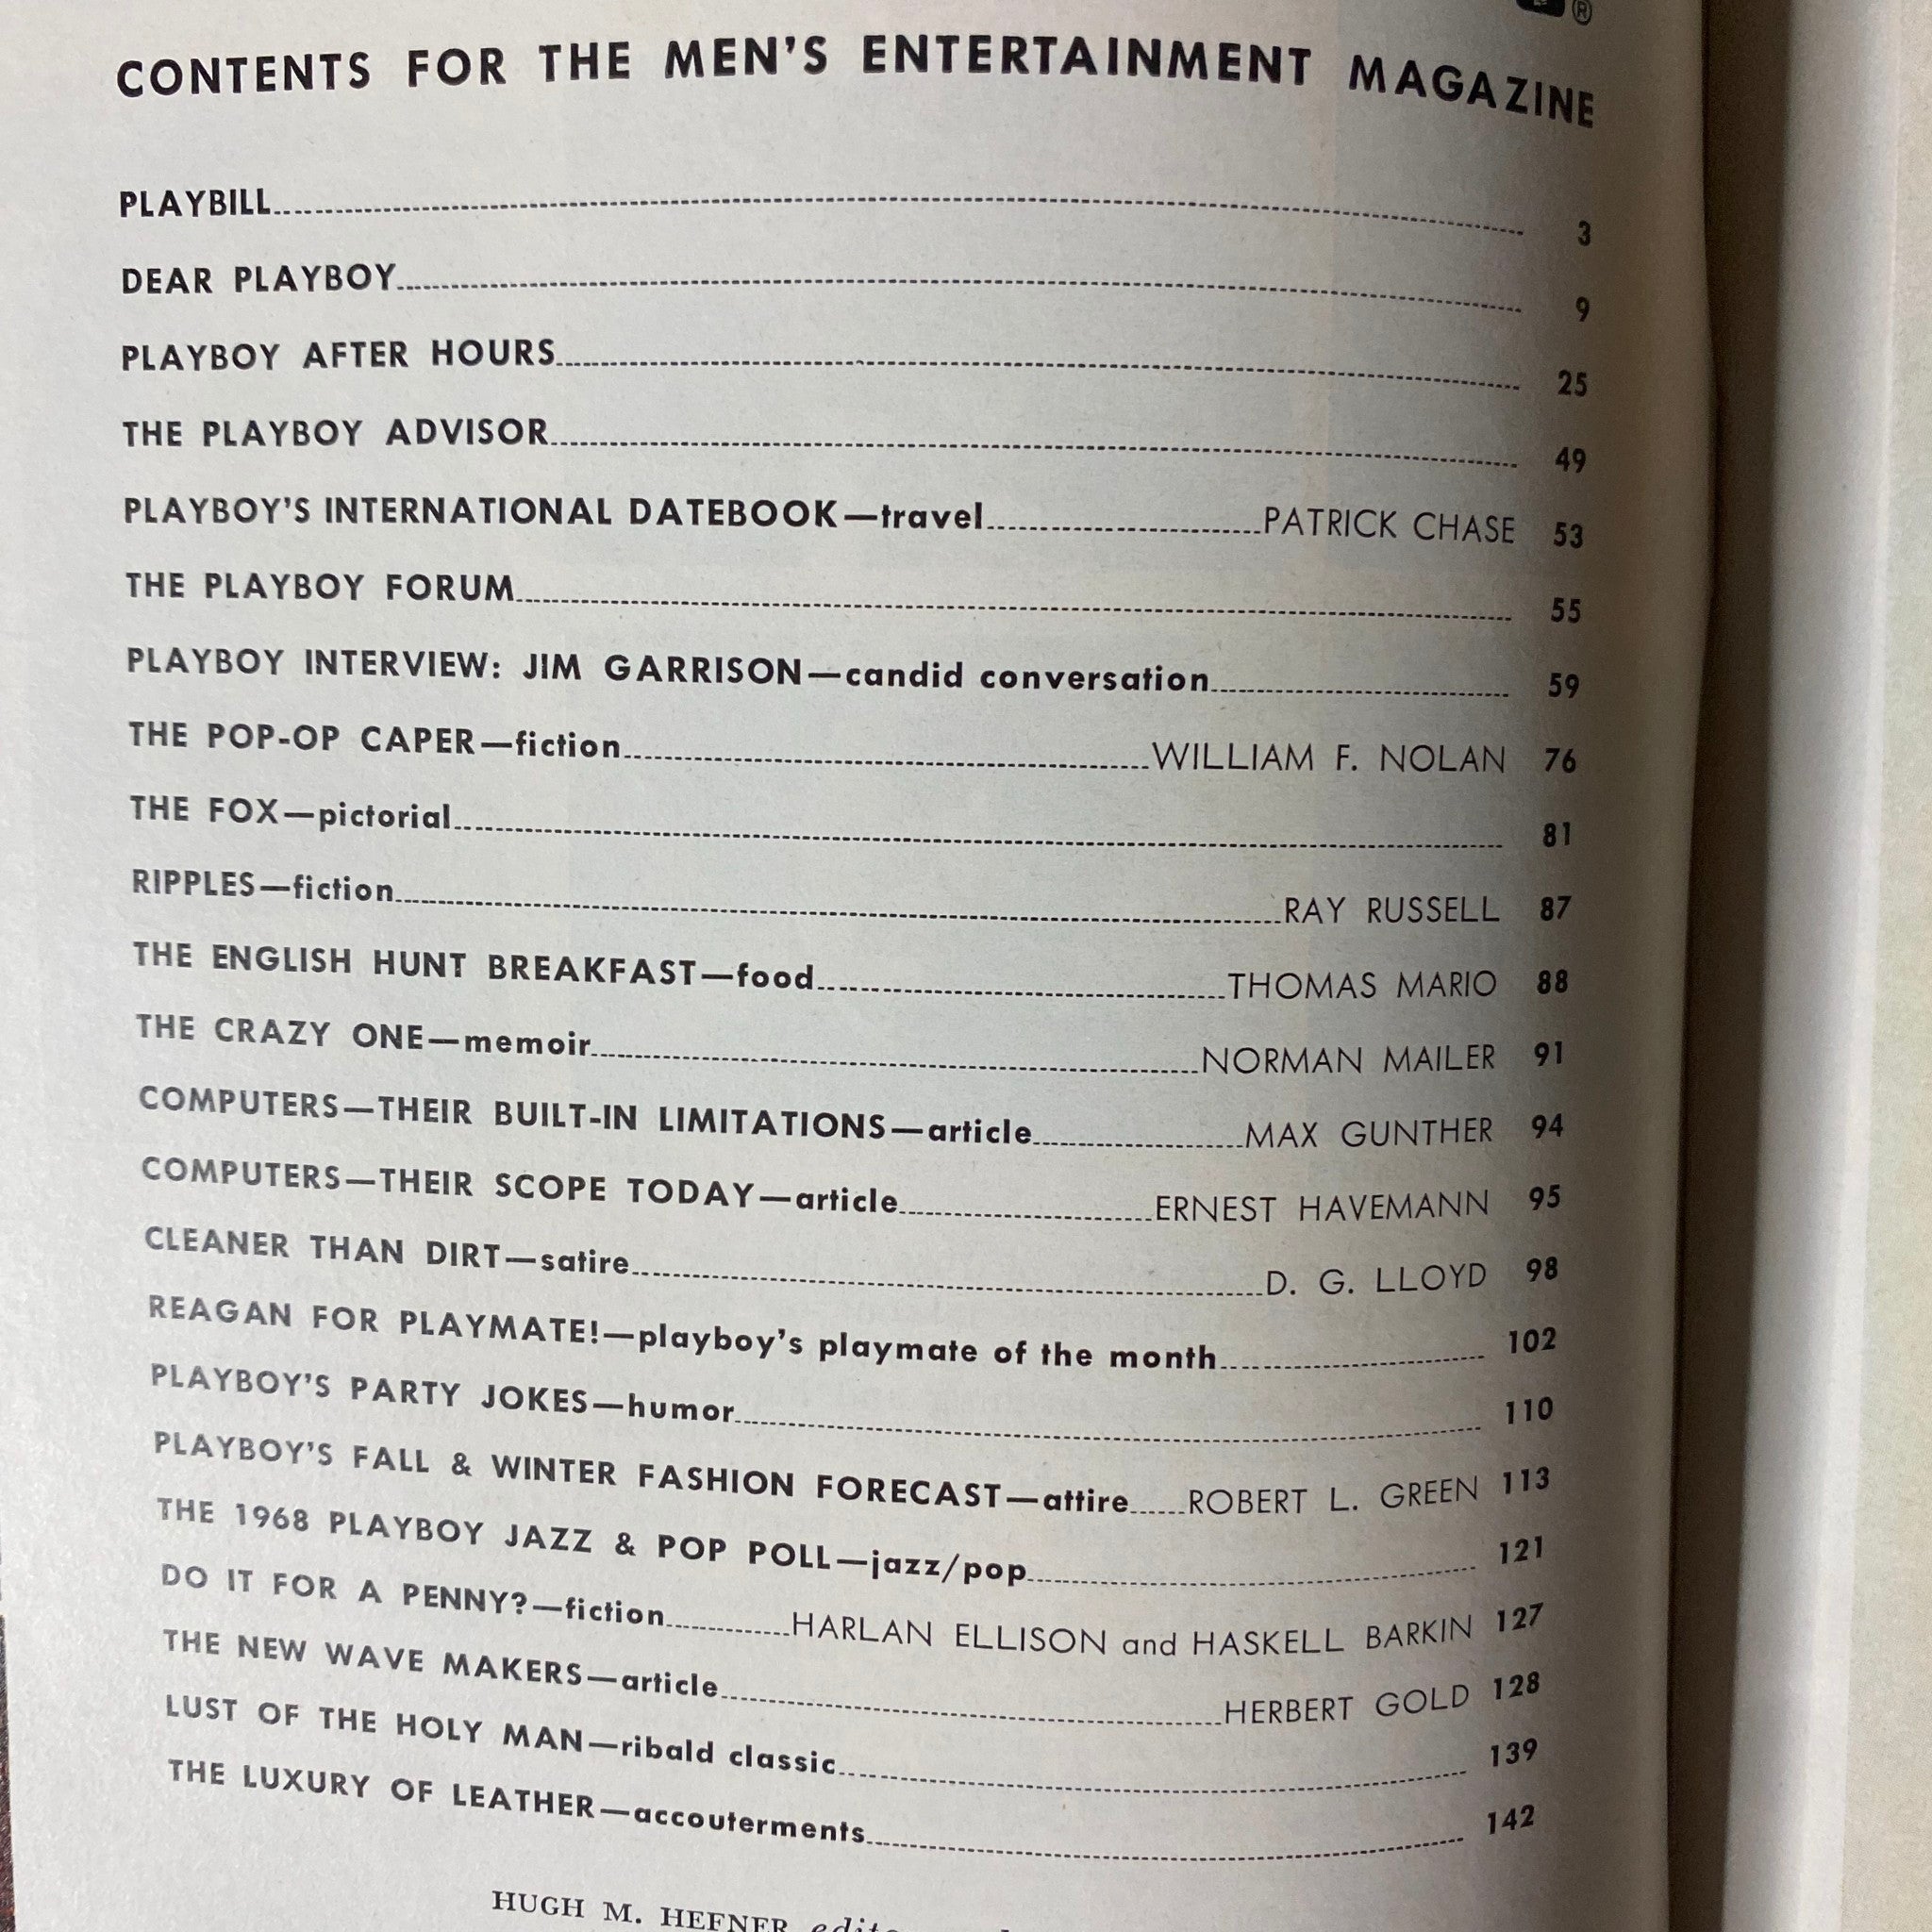 ®
CONTENTS FOR THE MEN'S ENTERTAINMENT MAGAZINE
PLAYBILL 3
DEAR PLAYBOY 9
PLAYBOY AFTER HOURS 25
THE PLAYBOY ADVISOR 49
PLAYBOY'S INTERNATIONAL DATEBOOK—travel PATRICK CHASE 53
THE PLAYBOY FORUM 55
PLAYBOY INTERVIEW: JIM GARRISON—candid conversation 59
THE POP-OP CAPER—fiction WILLIAM F. NOLAN 76
THE FOX—pictorial 81
RIPPLES—fiction RAY RUSSELL 87
THE ENGLISH HUNT BREAKFAST—food THOMAS MARIO 88
THE CRAZY ONE—memoir NORMAN MAILER 91
COMPUTERS—THEIR BUILT-IN LIMITATIONS—article MAX GUNTHER 94
COMPUTERS—THEIR SCOPE TODAY—article ERNEST HAVEMANN 95
CLEANER THAN DIRT—satire D. G. LLOYD 98
REAGAN FOR PLAYMATE!—playboy's playmate of the month 102
PLAYBOY'S PARTY JOKES—humor 110
PLAYBOY'S FALL & WINTER FASHION FORECAST—attire ROBERT L. GREEN 113
THE 1968 PLAYBOY JAZZ & POP POLL—jazz/pop 121
DO IT FOR A PENNY?—fiction HARLAN ELLISON and HASKELL BARKIN 127
THE NEW WAVE MAKERS—article HERBERT GOLD 128
LUST OF THE HOLY MAN—ribald classic 139
THE LUXURY OF LEATHER—accouterments 142
HUGH M. HEFNER